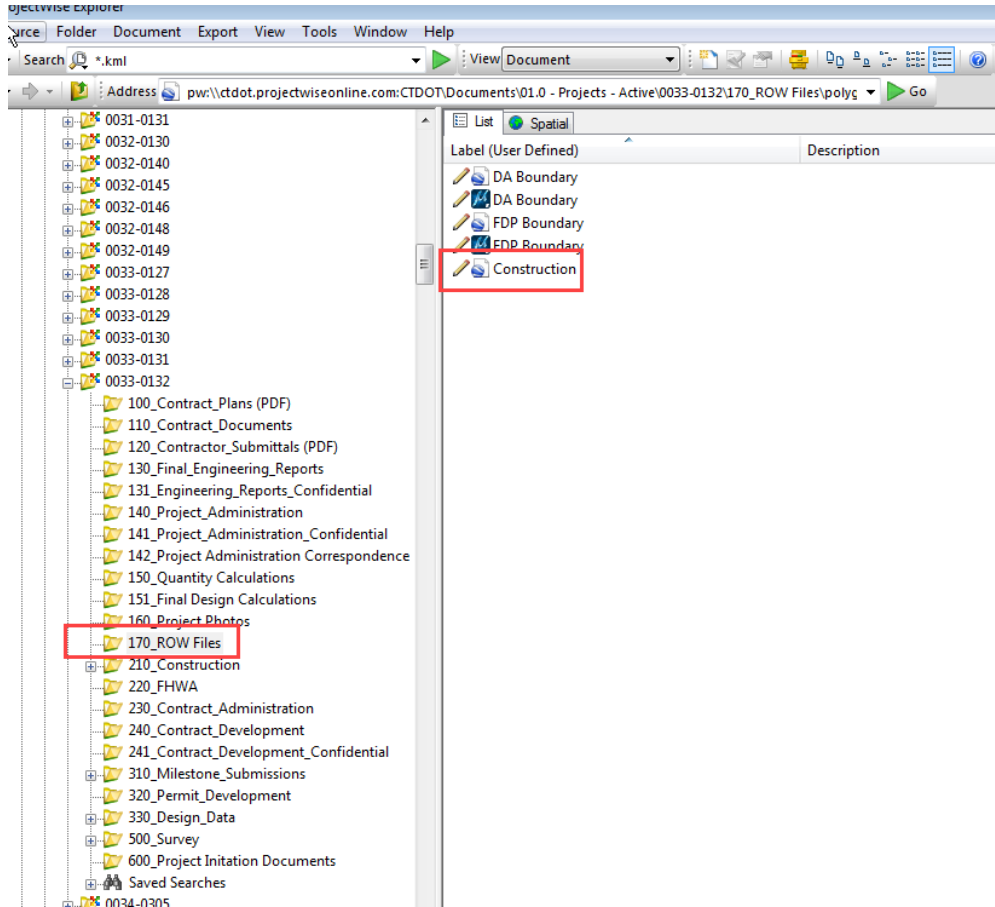 ojectWise Explorer
urce Folder Document Export View Tools Window Help
Search *.kml View Document
Address pw:\\ctdot.projectwiseonline.com:CTDOT\Documents\01.0 - Projects - Active\0033-0132\170_ROW Files\polyg Go
0031-0131
0032-0130
0032-0140
0032-0145
0032-0146
0032-0148
0032-0149
0033-0127
0033-0128
0033-0129
0033-0130
0033-0131
0033-0132
100_Contract_Plans (PDF)
110_Contract_Documents
120_Contractor_Submittals (PDF)
130_Final_Engineering_Reports
131_Engineering_Reports_Confidential
140_Project_Administration
141_Project_Administration_Confidential
142_Project Administration Correspondence
150_Quantity Calculations
151_Final Design Calculations
160_Project Photos
170_ROW Files
210_Construction
220_FHWA
230_Contract_Administration
240_Contract_Development
241_Contract_Development_Confidential
310_Milestone_Submissions
320_Permit_Development
330_Design_Data
500_Survey
600_Project Initation Documents
Saved Searches
0034-0305
List Spatial
Label (User Defined) Description
DA Boundary
DA Boundary
FDP Boundary
FDP Boundary
Construction